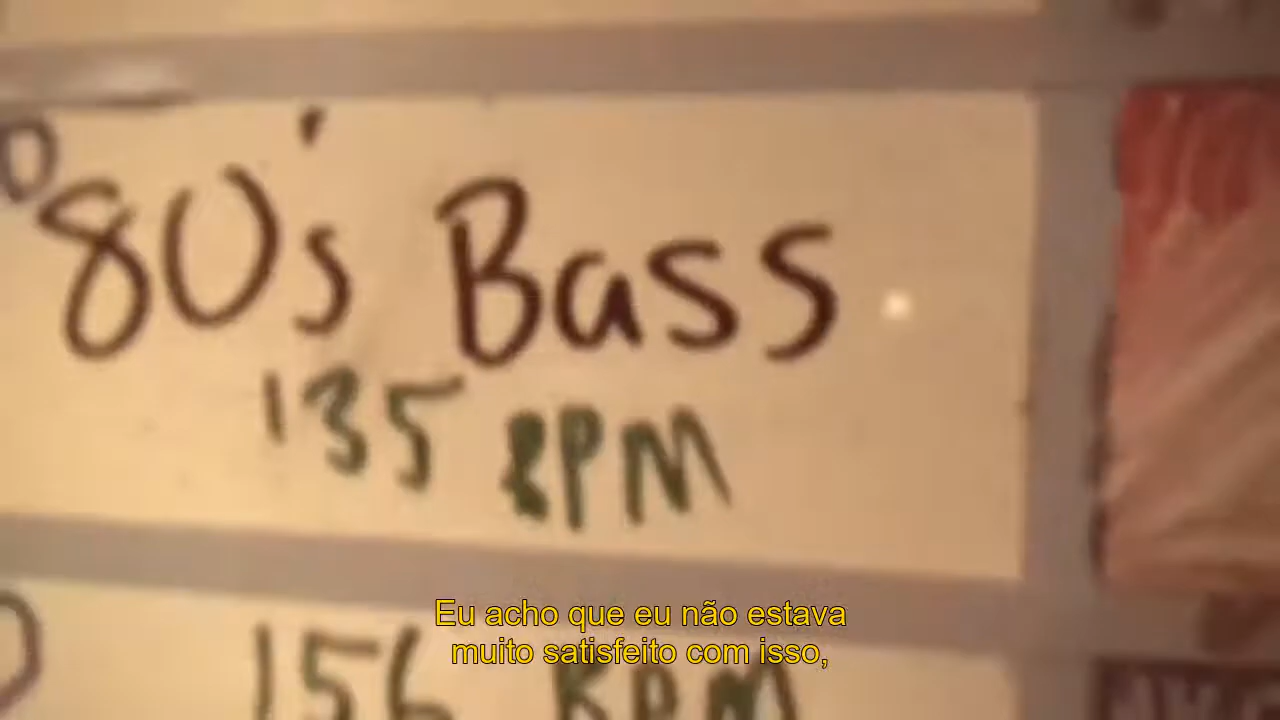 80's Bass
135 BPM
156 BPM
Eu acho que eu não estava
muito satisfeito com isso,